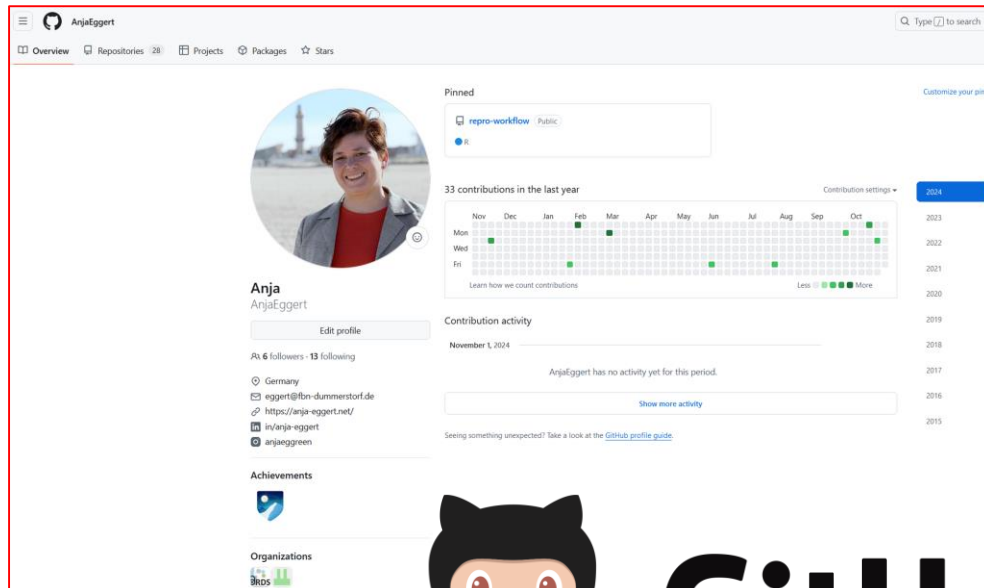 AnjaEggert
Type / to search
Overview
Repositories 28
Projects
Packages
Stars
Pinned
Customize your pin
repro-workflow Public
R
33 contributions in the last year
Contribution settings
2024
2023
2022
2021
2020
2019
2018
2017
2016
2015
Nov Dec Jan Feb Mar Apr May Jun Jul Aug Sep Oct
Mon
Wed
Fri
Learn how we count contributions
Less More
Anja
AnjaEggert
Edit profile
6 followers · 13 following
Germany
eggert@fbn-dummerstorf.de
https://anja-eggert.net/
in/anja-eggert
anjaeggreen
Achievements
Organizations
Contribution activity
November 1, 2024
AnjaEggert has no activity yet for this period.
Show more activity
Seeing something unexpected? Take a look at the GitHub profile guide.